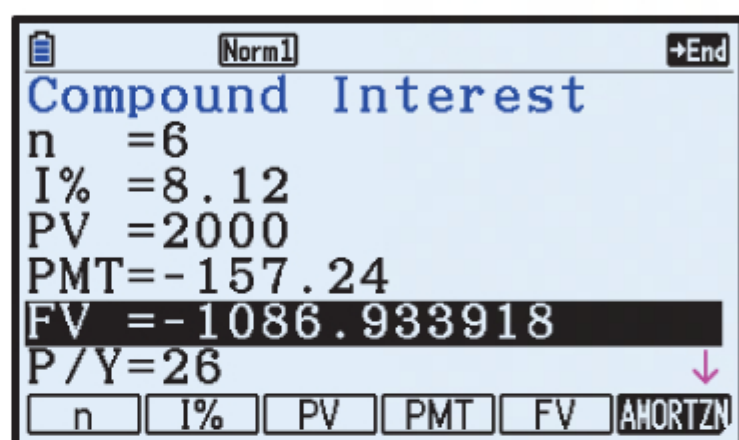 Norm1 →End
Compound Interest
n =6
I% =8.12
PV =2000
PMT=-157.24
FV =-1086.933918
P/Y=26 ↓
n I% PV PMT FV AMORTZN